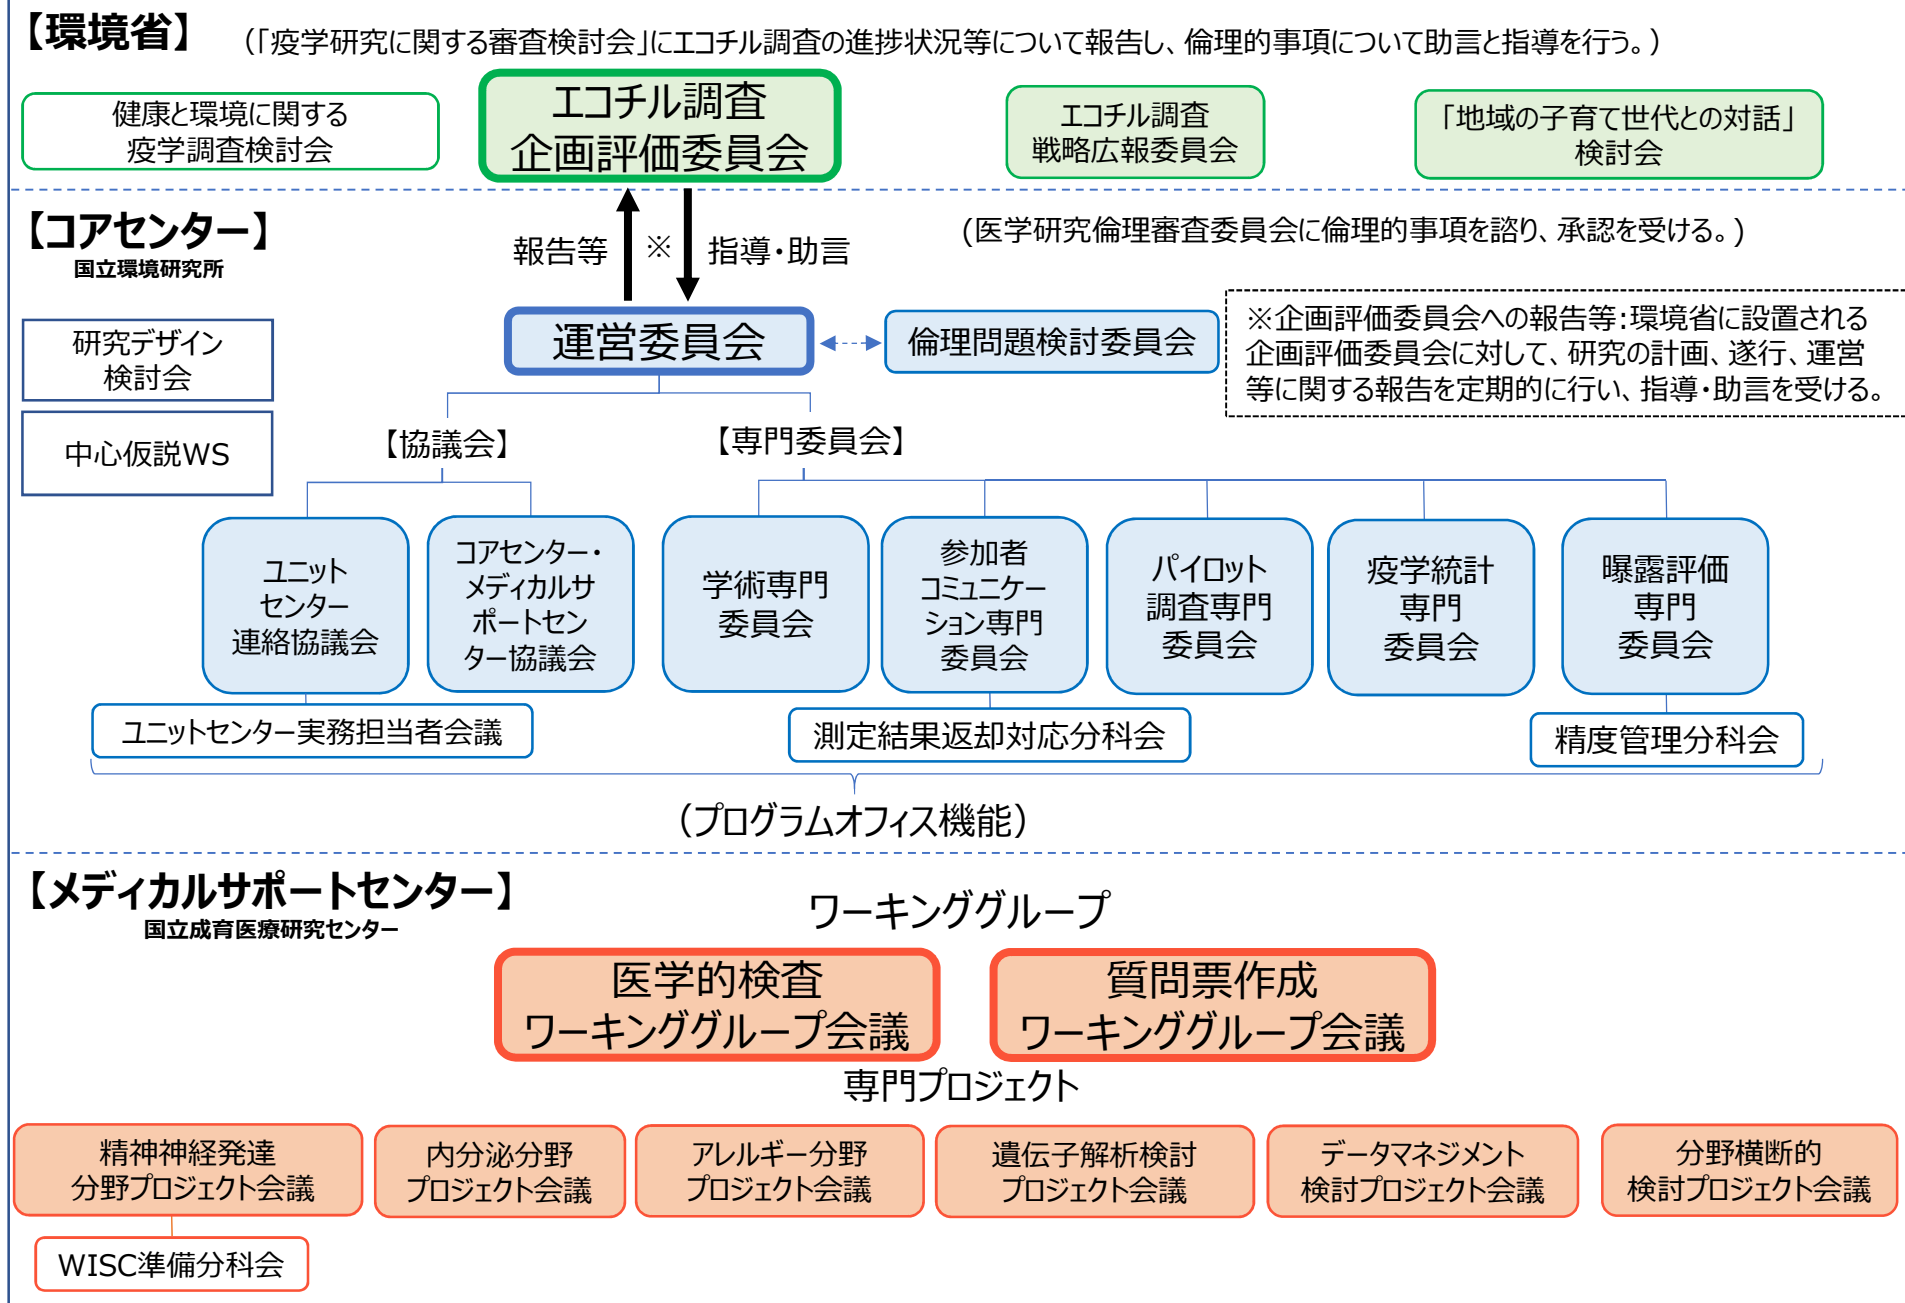 【環境省】
(「疫学研究に関する審査検討会」にエコチル調査の進捗状況等について報告し、倫理的事項について助言と指導を行う。)
健康と環境に関する
疫学調査検討会
エコチル調査
企画評価委員会
エコチル調査
戦略広報委員会
「地域の子育て世代との対話」
検討会
【コアセンター】
国立環境研究所
報告等
※
指導・助言
(医学研究倫理審査委員会に倫理的事項を諮り、承認を受ける。)
研究デザイン
検討会
中心仮説WS
運営委員会
倫理問題検討委員会
※企画評価委員会への報告等:環境省に設置される
企画評価委員会に対して、研究の計画、遂行、運営
等に関する報告を定期的に行い、指導・助言を受ける。
【協議会】
【専門委員会】
ユニット
センター
連絡協議会
コアセンター・
メディカルサ
ポートセン
ター協議会
学術専門
委員会
参加者
コミュニケー
ション専門
委員会
パイロット
調査専門
委員会
疫学統計
専門
委員会
曝露評価
専門
委員会
ユニットセンター実務担当者会議
測定結果返却対応分科会
精度管理分科会
(プログラムオフィス機能)
【メディカルサポートセンター】
国立成育医療研究センター
ワーキンググループ
医学的検査
ワーキンググループ会議
質問票作成
ワーキンググループ会議
専門プロジェクト
精神神経発達
分野プロジェクト会議
内分泌分野
プロジェクト会議
アレルギー分野
プロジェクト会議
遺伝子解析検討
プロジェクト会議
データマネジメント
検討プロジェクト会議
分野横断的
検討プロジェクト会議
WISC準備分科会